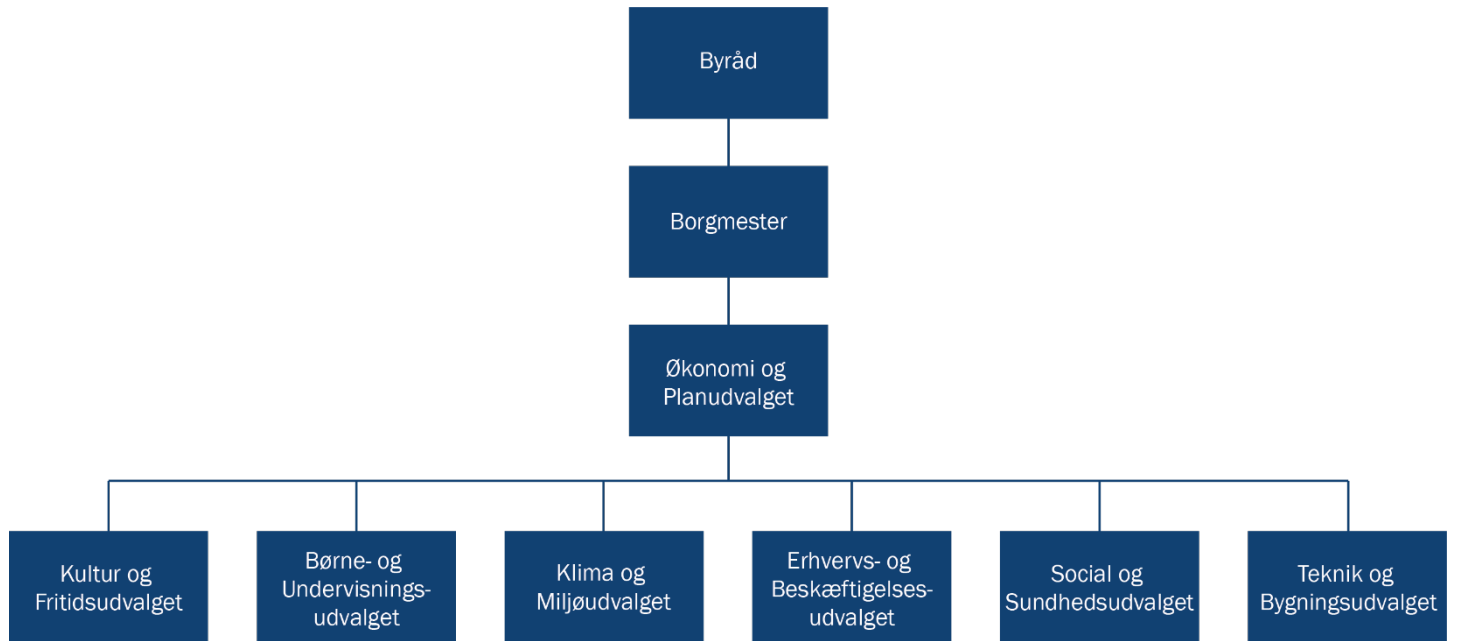 Byråd
Borgmester
Økonomi og
Planudvalget
Kultur og
Fritidsudvalget
Børne- og
Undervisnings-
udvalget
Klima og
Miljøudvalget
Erhvervs- og
Beskæftigelses-
udvalget
Social og
Sundhedsudvalget
Teknik og
Bygningsudvalget